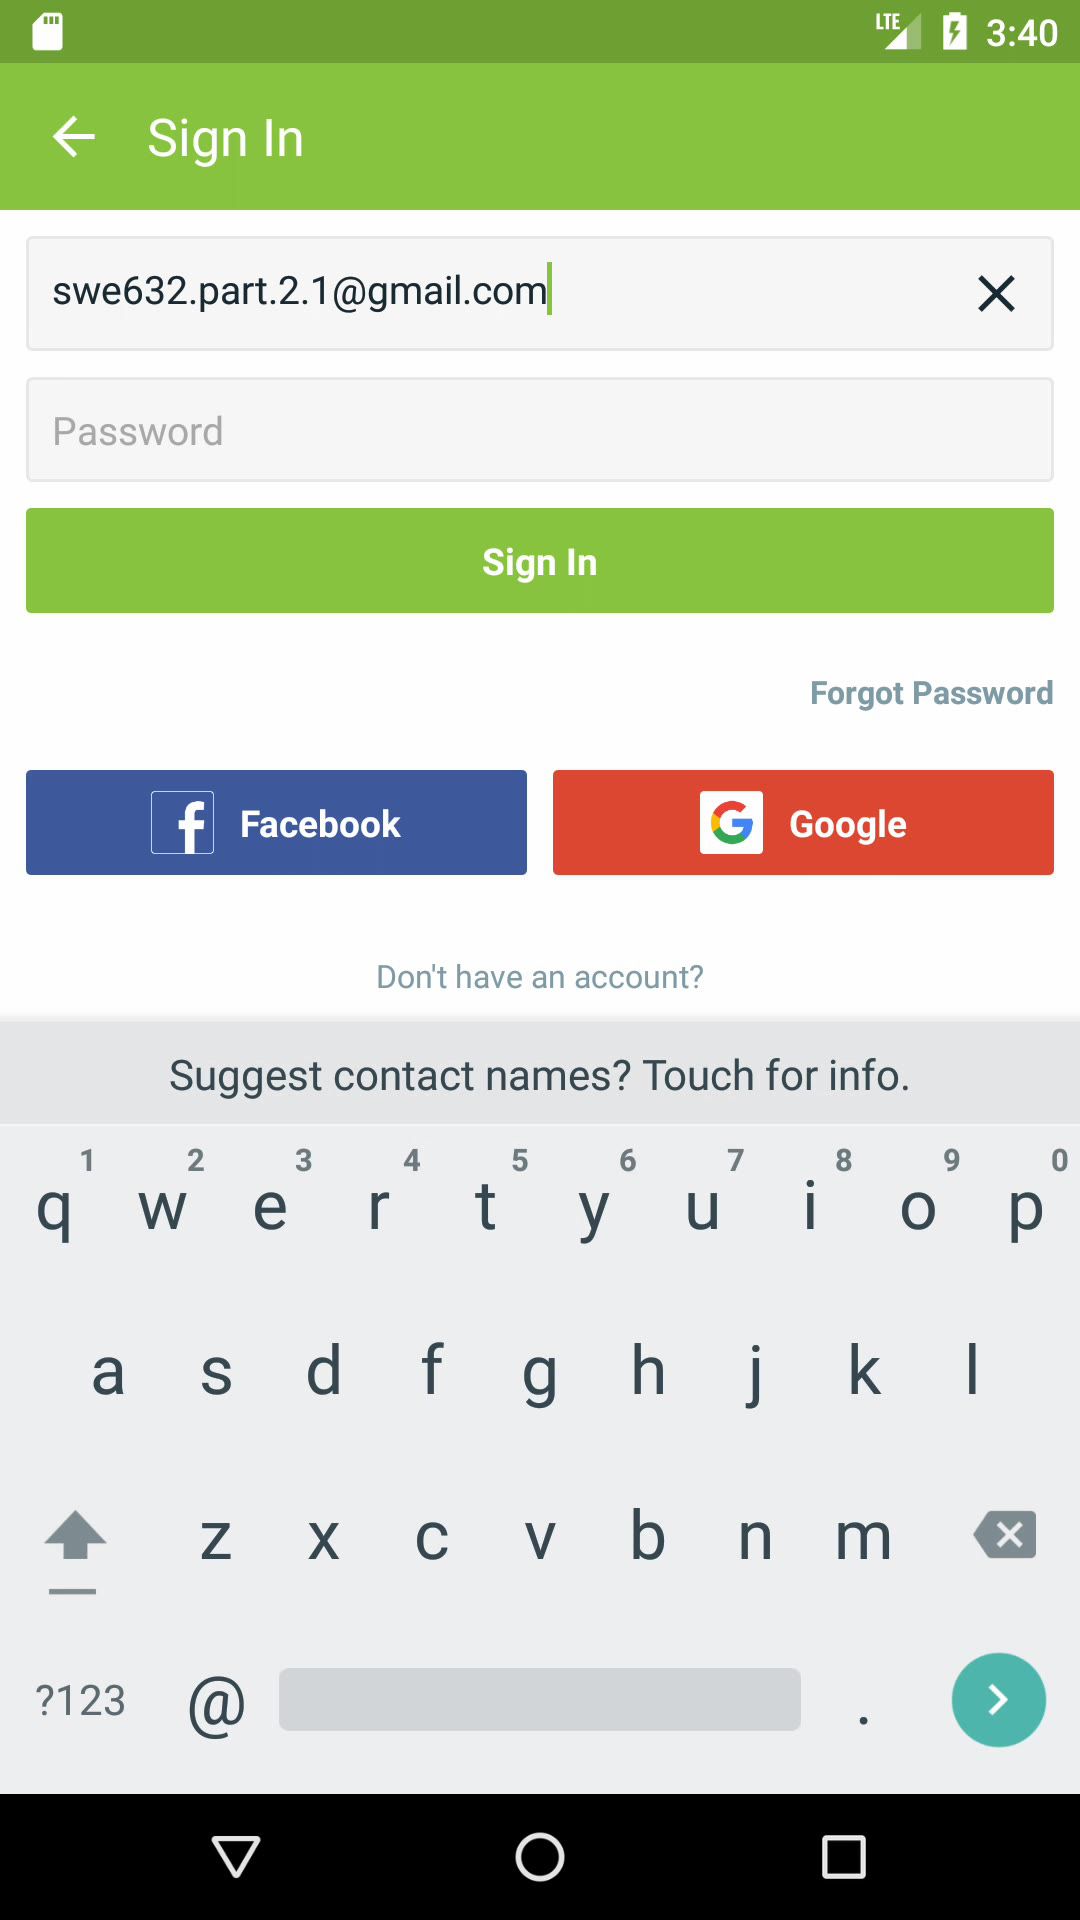 LTE 3:40
Sign In
swe632.part.2.1@gmail.com
Password
Sign In
Forgot Password
Facebook Google
Don't have an account?
Suggest contact names? Touch for info.
1 2 3 4 5 6 7 8 9 0
q w e r t y u i o p
a s d f g h j k l
z x c v b n m
?123 @ .